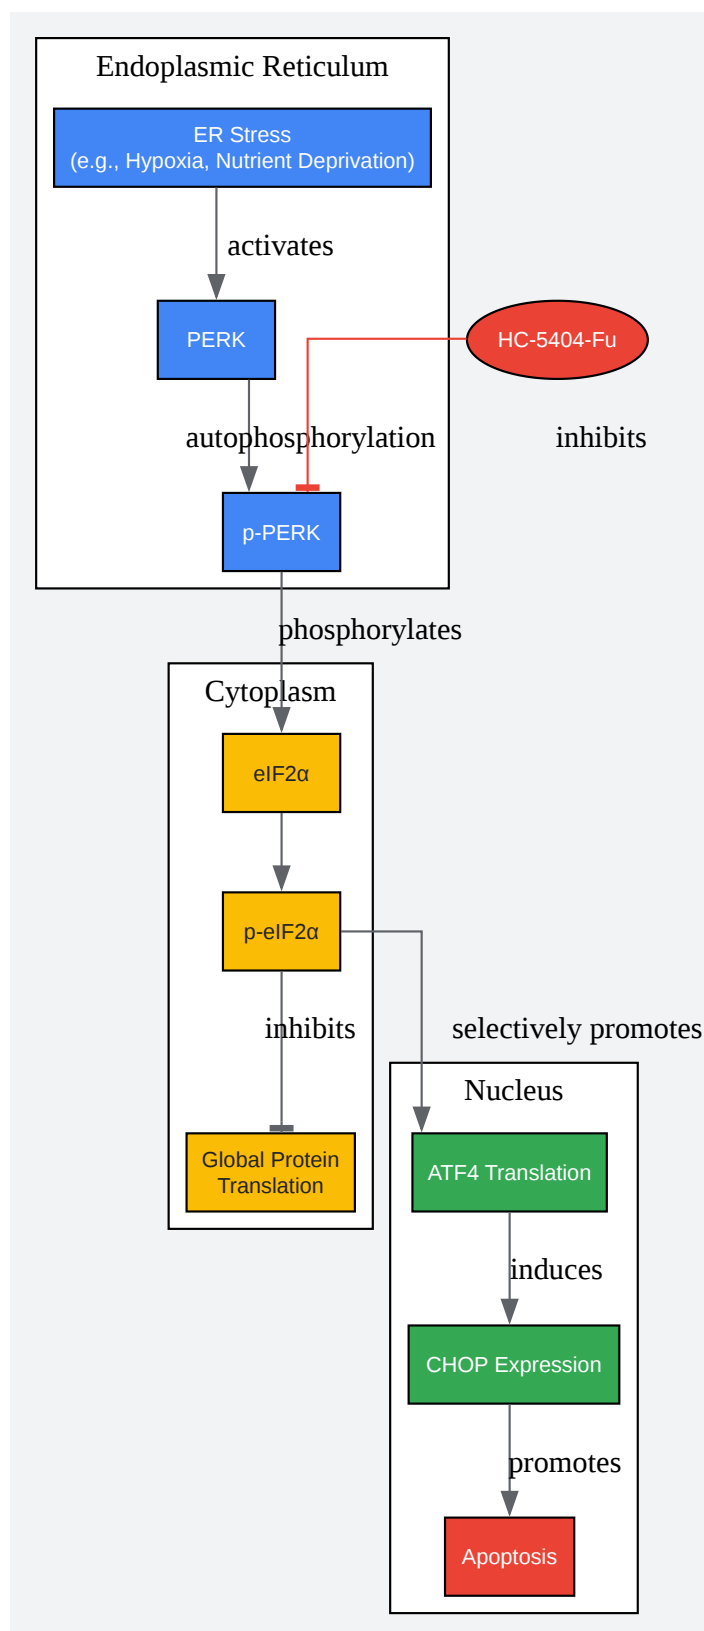 Endoplasmic Reticulum
ER Stress
(e.g., Hypoxia, Nutrient Deprivation)
activates
PERK
HC-5404-Fu
autophosphorylation
inhibits
p-PERK
phosphorylates
Cytoplasm
eIF2α
p-eIF2α
inhibits
selectively promotes
Nucleus
Global Protein
Translation
ATF4 Translation
induces
CHOP Expression
promotes
Apoptosis